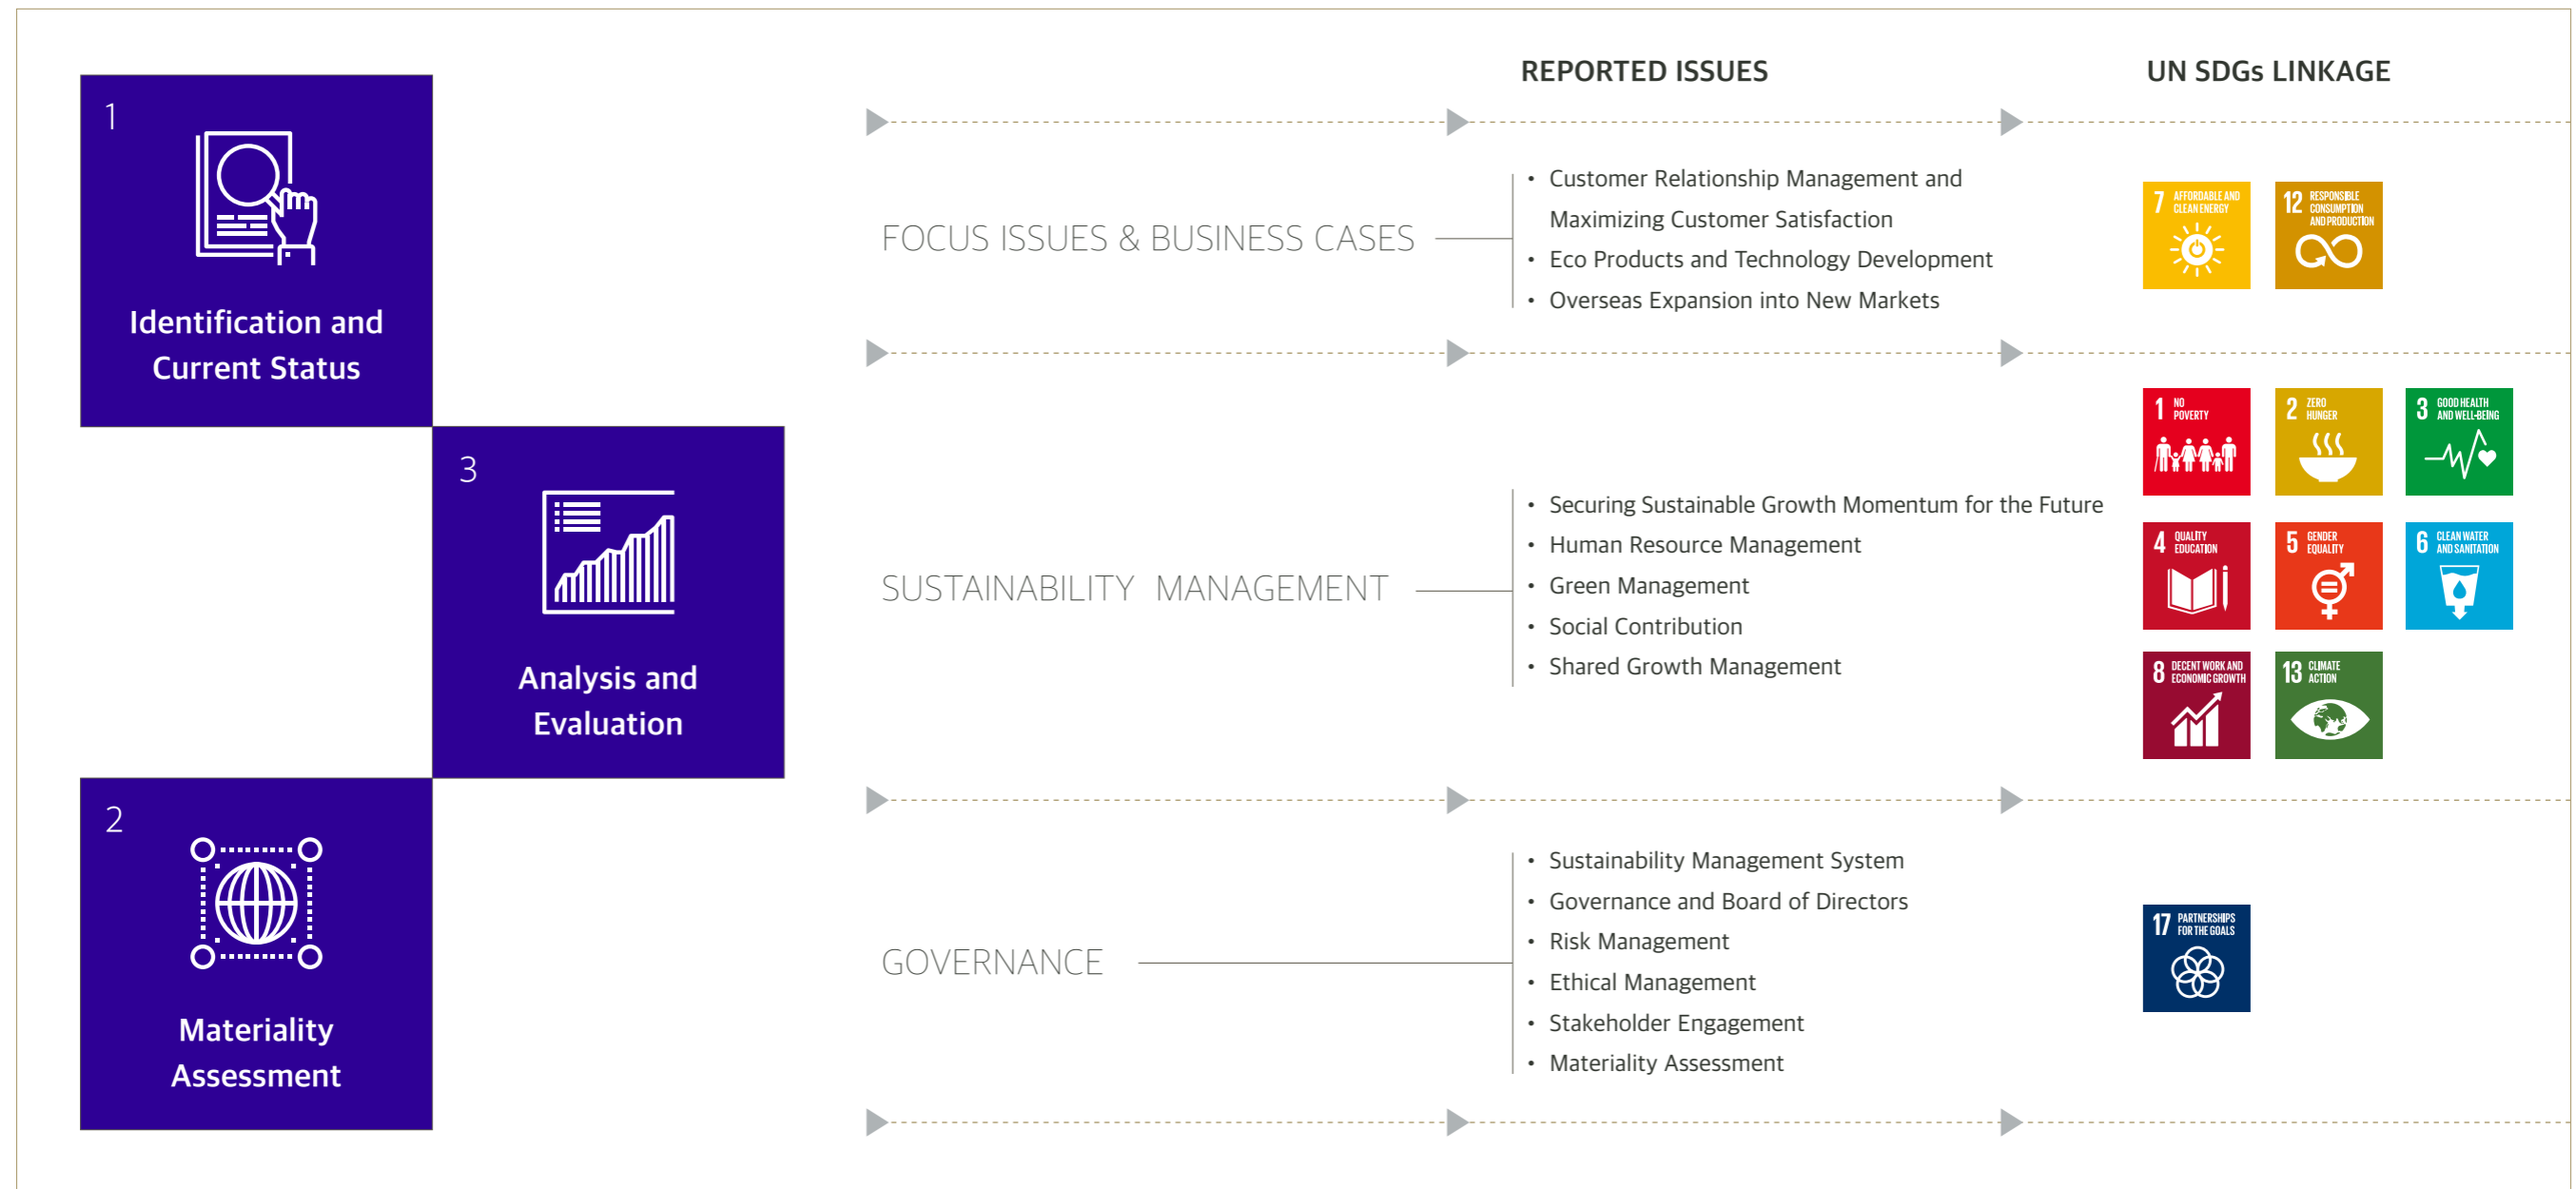 1
Identification and
Current Status
3
Analysis and
Evaluation
2
Materiality
Assessment
REPORTED ISSUES
UN SDGs LINKAGE
FOCUS ISSUES & BUSINESS CASES
• Customer Relationship Management and
Maximizing Customer Satisfaction
• Eco Products and Technology Development
• Overseas Expansion into New Markets
7 AFFORDABLE AND
CLEAN ENERGY
12 RESPONSIBLE
CONSUMPTION
AND PRODUCTION
SUSTAINABILITY MANAGEMENT
• Securing Sustainable Growth Momentum for the Future
• Human Resource Management
• Green Management
• Social Contribution
• Shared Growth Management
1 NO
POVERTY
2 ZERO
HUNGER
3 GOOD HEALTH
AND WELL-BEING
4 QUALITY
EDUCATION
5 GENDER
EQUALITY
6 CLEAN WATER
AND SANITATION
8 DECENT WORK AND
ECONOMIC GROWTH
13 CLIMATE
ACTION
GOVERNANCE
• Sustainability Management System
• Governance and Board of Directors
• Risk Management
• Ethical Management
• Stakeholder Engagement
• Materiality Assessment
17 PARTNERSHIPS
FOR THE GOALS